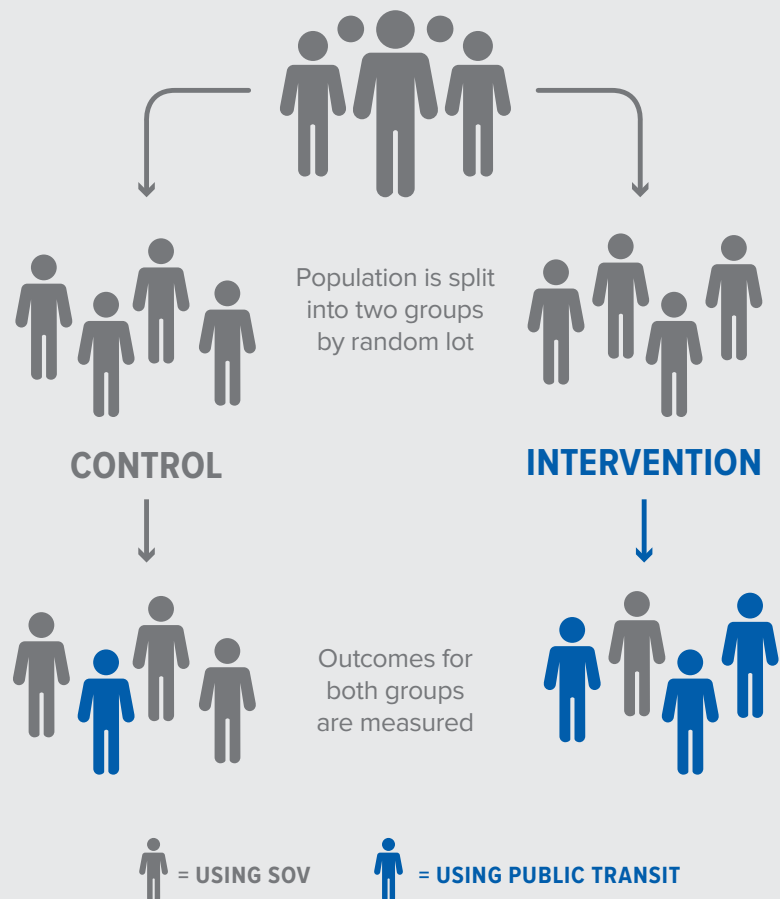 Population is split
into two groups
by random lot
CONTROL
INTERVENTION
Outcomes for
both groups
are measured
= USING SOV
= USING PUBLIC TRANSIT